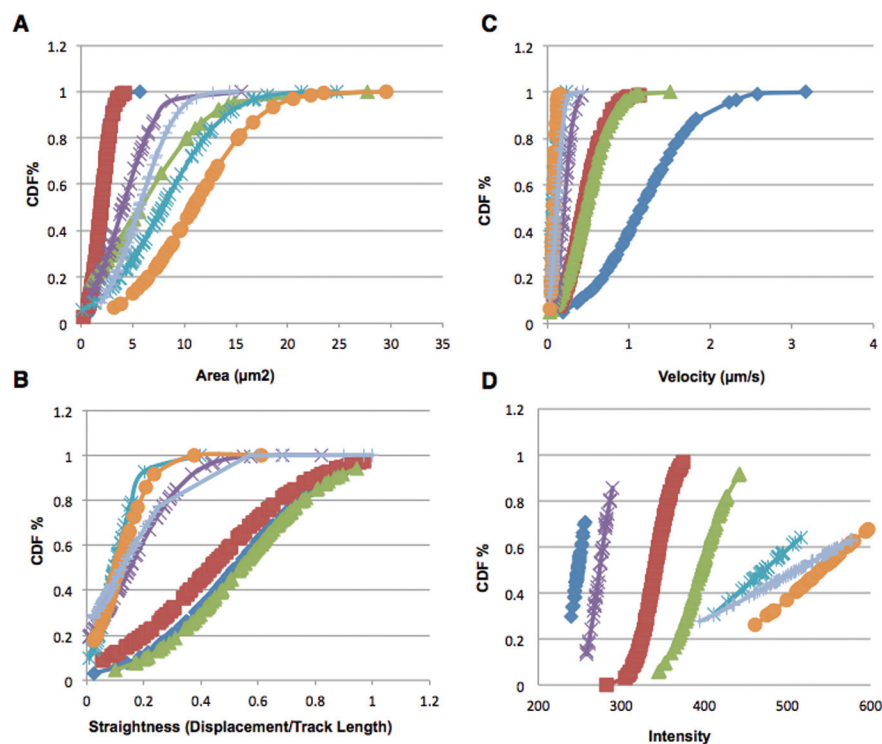 A
1.2
1
0.8
0.6
0.4
0.2
0
CDF%
0 5 10 15 20 25 30 35
Area (µm2)
C
1.2
1
0.8
0.6
0.4
0.2
0
CDF %
0 1 2 3 4
Velocity (µm/s)
B
1.2
1
0.8
0.6
0.4
0.2
0
CDF %
0 0.2 0.4 0.6 0.8 1 1.2
Straightness (Displacement/Track Length)
D
1.2
1
0.8
0.6
0.4
0.2
0
CDF %
200 300 400 500 600
Intensity